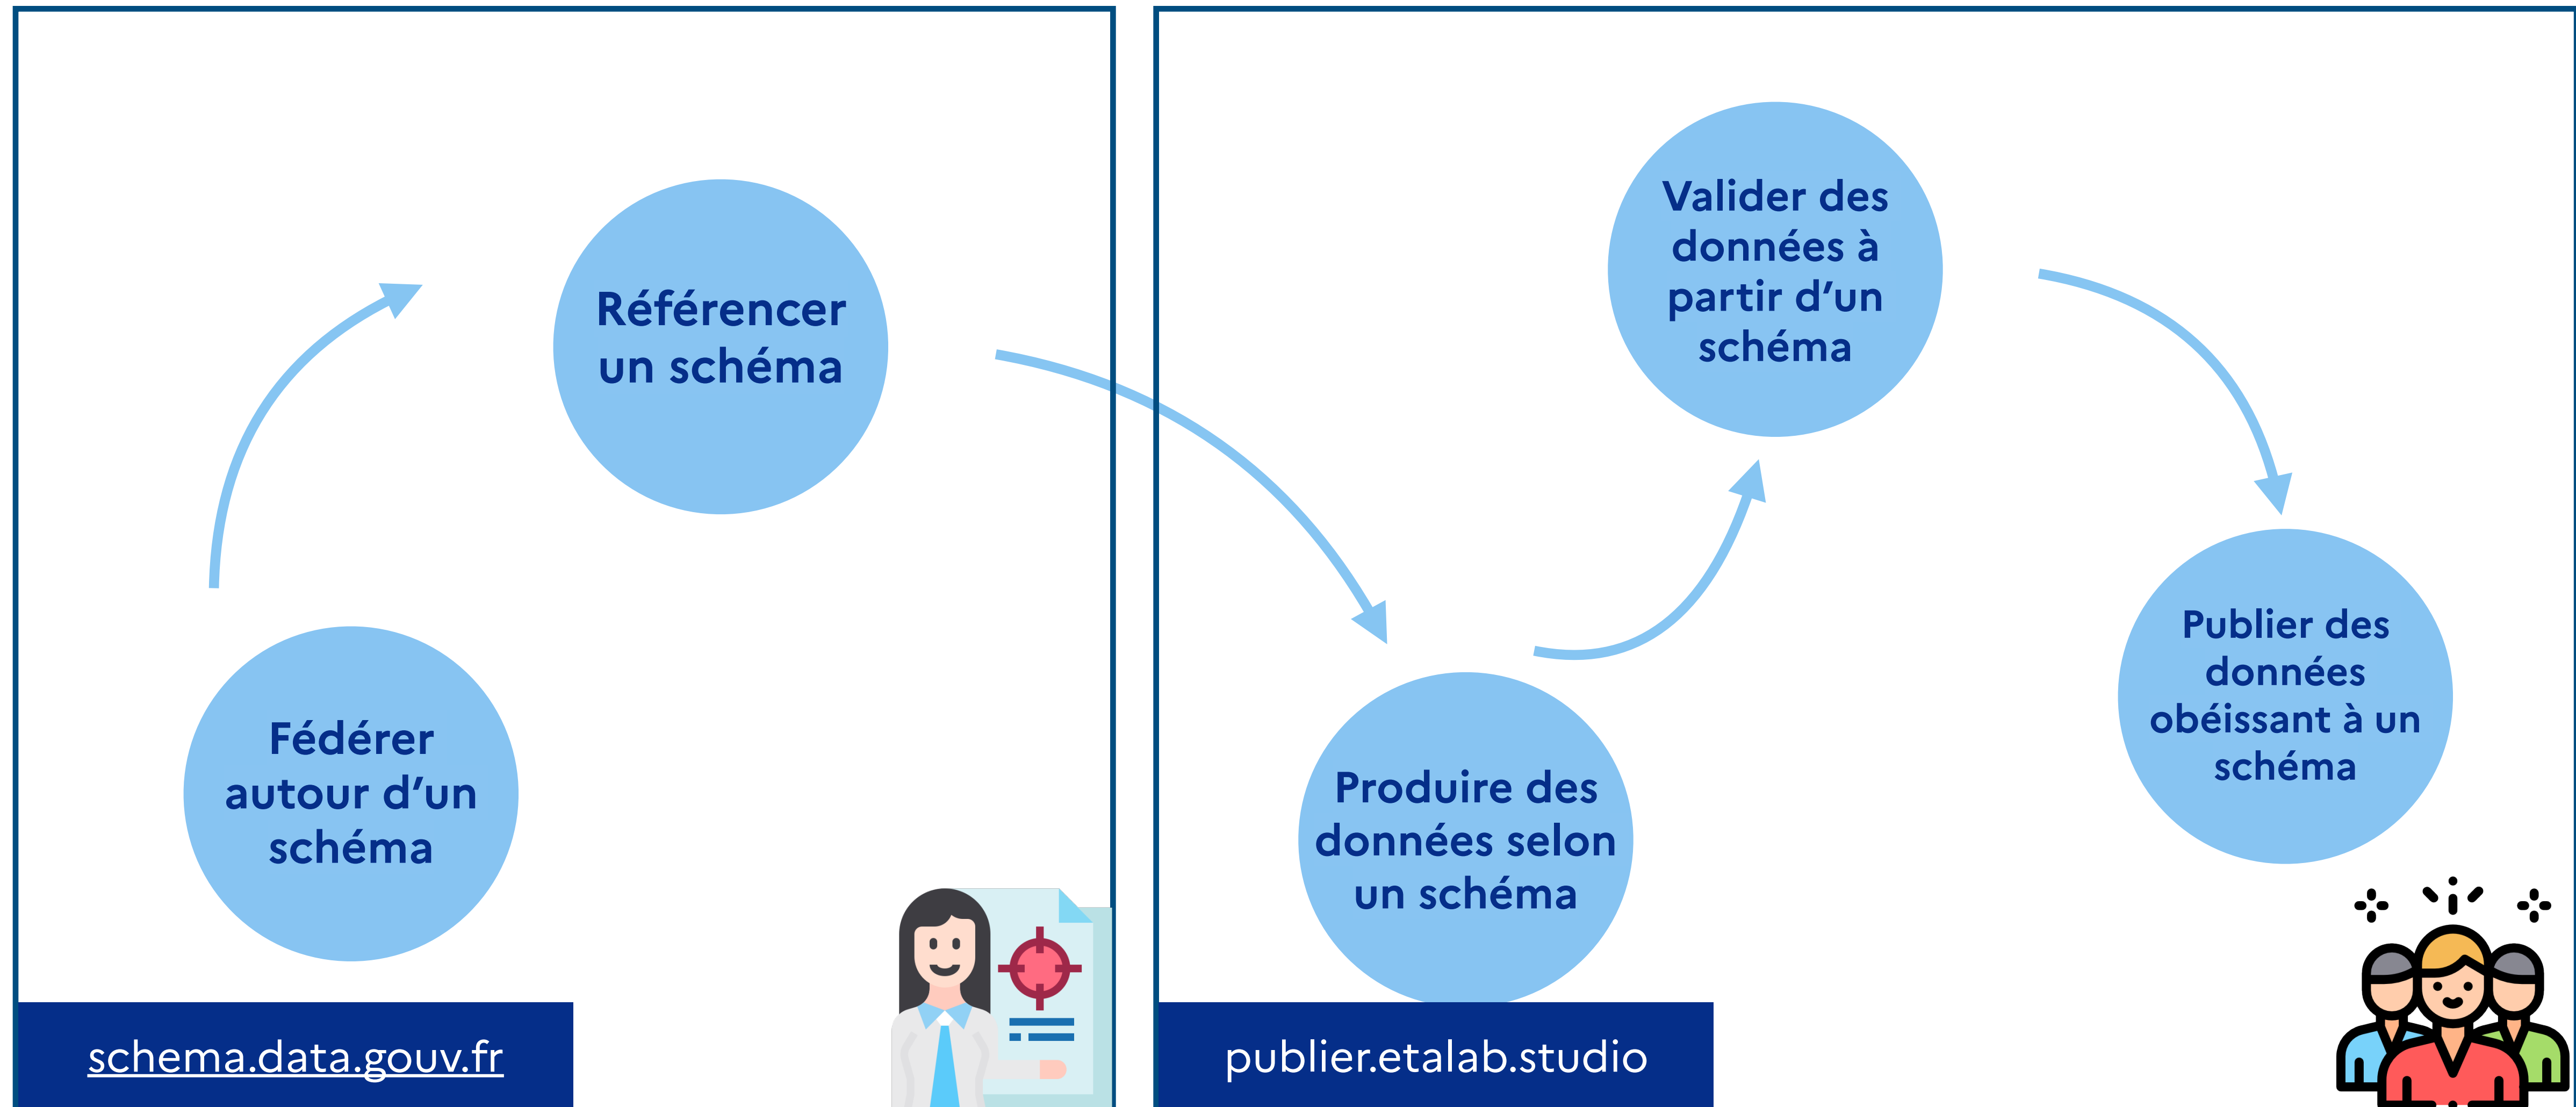 Référencer
un schéma
Fédérer
autour d’un
schéma
schema.data.gouv.fr
Valider des
données à
partir d’un
schéma
Produire des
données selon
un schéma
Publier des
données
obéissant à un
schéma
publier.etalab.studio